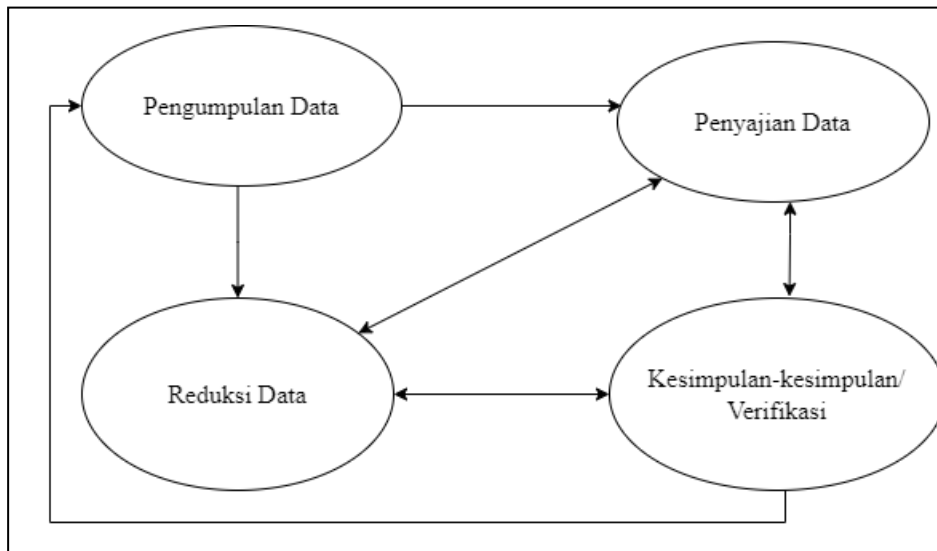 Pengumpulan Data
Penyajian Data
Reduksi Data
Kesimpulan-kesimpulan/
Verifikasi